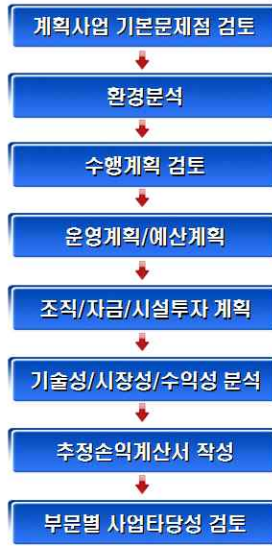 계획사업 기본문제점 검토
환경분석
수행계획 검토
운영계획/예산계획
조직/자금/시설투자 계획
기술성/시장성/수익성 분석
추정손익계산서 작성
부문별 사업타당성 검토